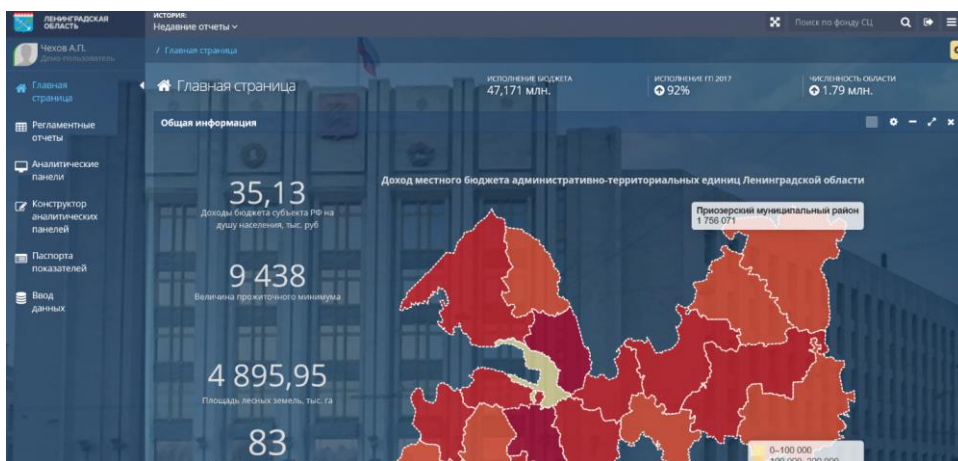 ЛЕНИНГРАДСКАЯ
ОБЛАСТЬ
ИСТОРИЯ:
Недавние отчеты
Поиск по фонду СЦ
Чехов А.П.
Демо-пользователь
/ Главная страница
Главная
страница
Регламентные
отчеты
Аналитические
панели
Конструктор
аналитических
панелей
Паспорта
показателей
Ввод
данных
Главная страница
ИСПОЛНЕНИЕ БЮДЖЕТА
47,171 млн.
ИСПОЛНЕНИЕ ГП 2017
92%
ЧИСЛЕННОСТЬ ОБЛАСТИ
1.79 млн.
Общая информация
35,13
Доходы бюджета субъекта РФ на
душу населения, тыс. руб
9 438
Величина прожиточного минимума
4 895,95
Площадь лесных земель, тыс. га
83
Доход местного бюджета административно-территориальных единиц Ленинградской области
Приозерский муниципальный район
1 756 071
0–100 000